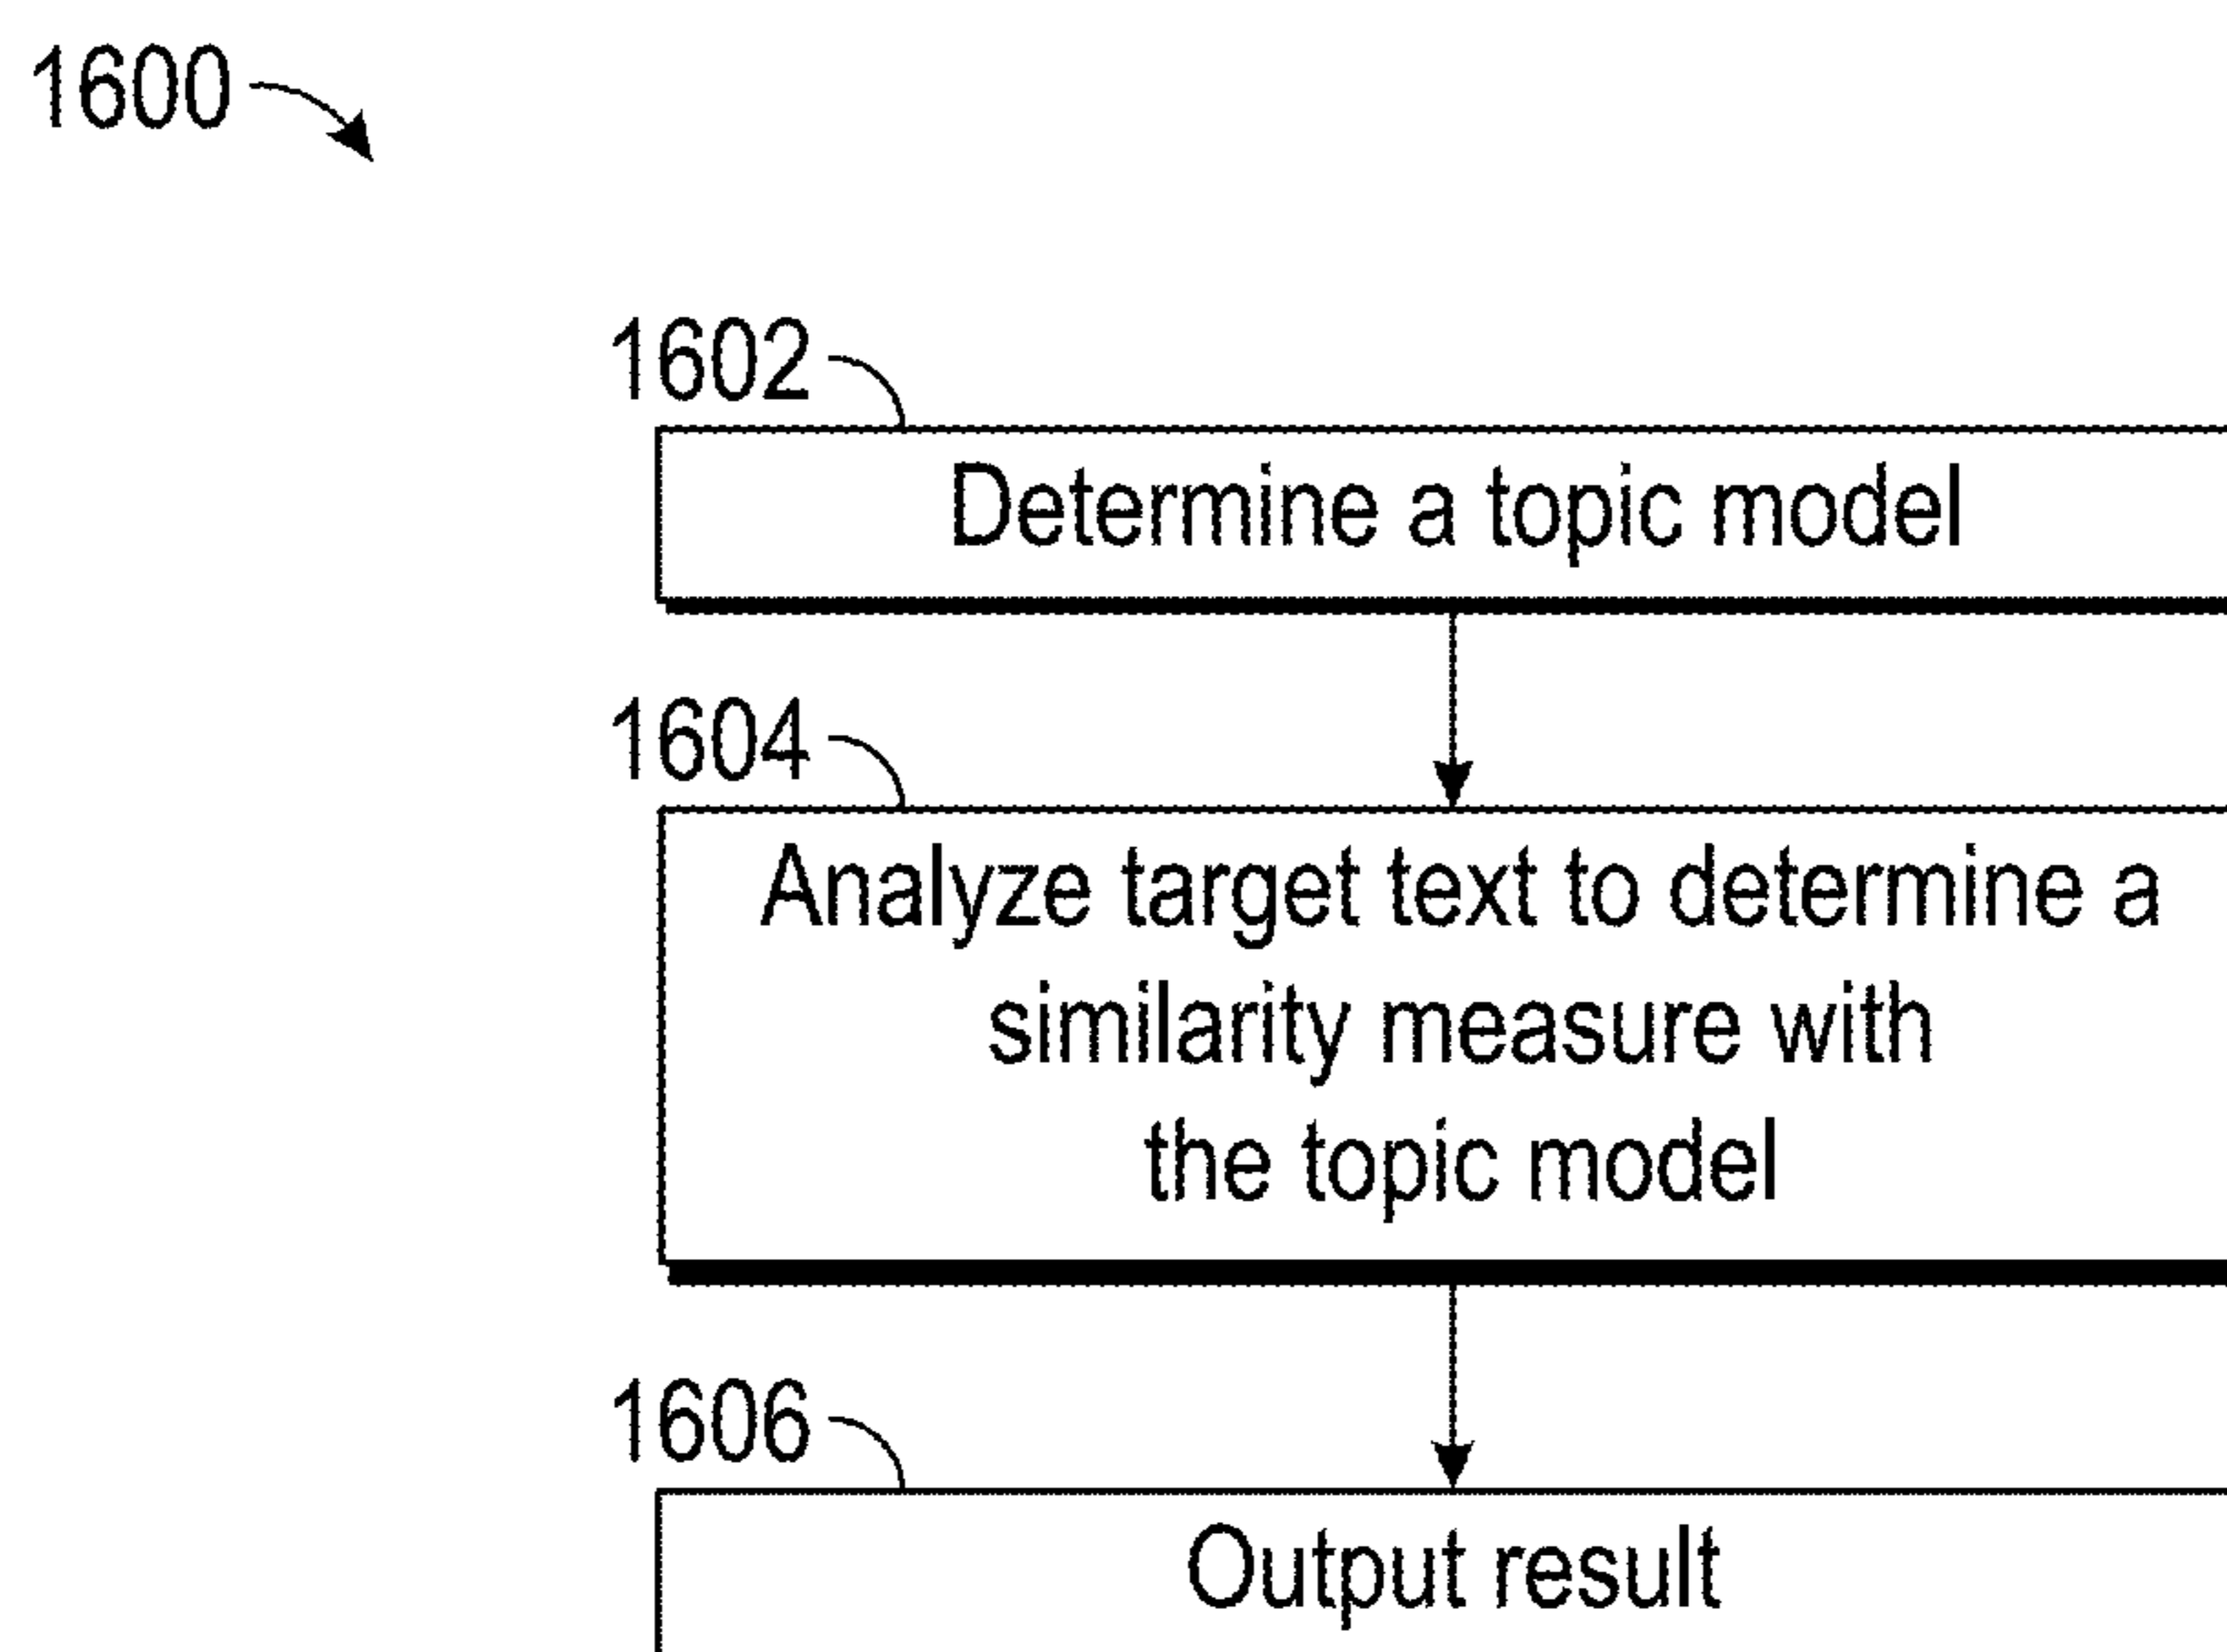 1600
1602
Determine a topic model
1604
Analyze target text to determine a
similarity measure with
the topic model
1606
Output result